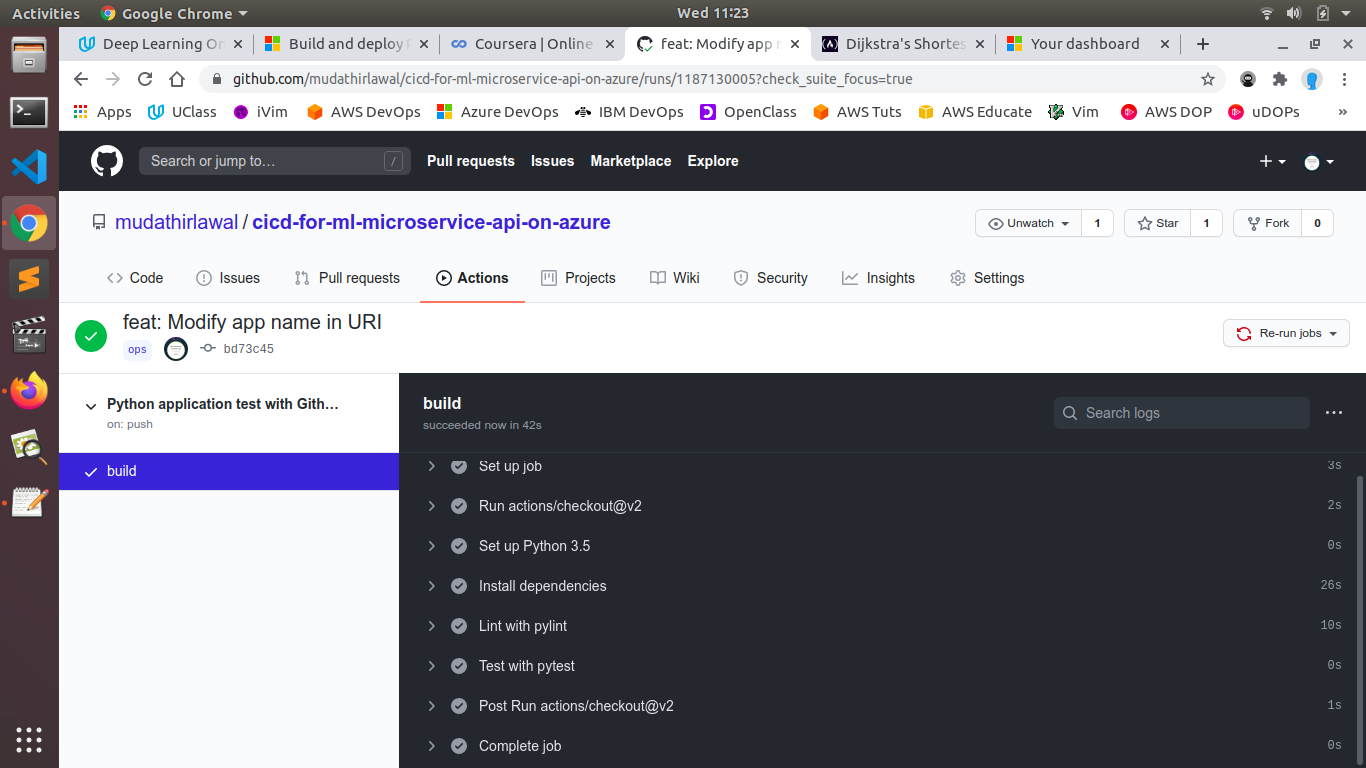 Activities Google Chrome Wed 11:23
Deep Learning On Build and deploy Coursera | Online feat: Modify app n Dijkstra's Shortes Your dashboard
github.com/mudathirlawal/cicd-for-ml-microservice-api-on-azure/runs/1187130005?check_suite_focus=true
Apps UClass iVim AWS DevOps Azure DevOps IBM DevOps OpenClass AWS Tuts AWS Educate Vim AWS DOP uDOPs »
Search or jump to… / Pull requests Issues Marketplace Explore
mudathirlawal / cicd-for-ml-microservice-api-on-azure Unwatch 1 Star 1 Fork 0
Code Issues Pull requests Actions Projects Wiki Security Insights Settings
feat: Modify app name in URI
ops bd73c45 Re-run jobs
Python application test with Gith…
on: push
build
build
succeeded now in 42s
Search logs
Set up job 3s
Run actions/checkout@v2 2s
Set up Python 3.5 0s
Install dependencies 26s
Lint with pylint 10s
Test with pytest 0s
Post Run actions/checkout@v2 1s
Complete job 0s